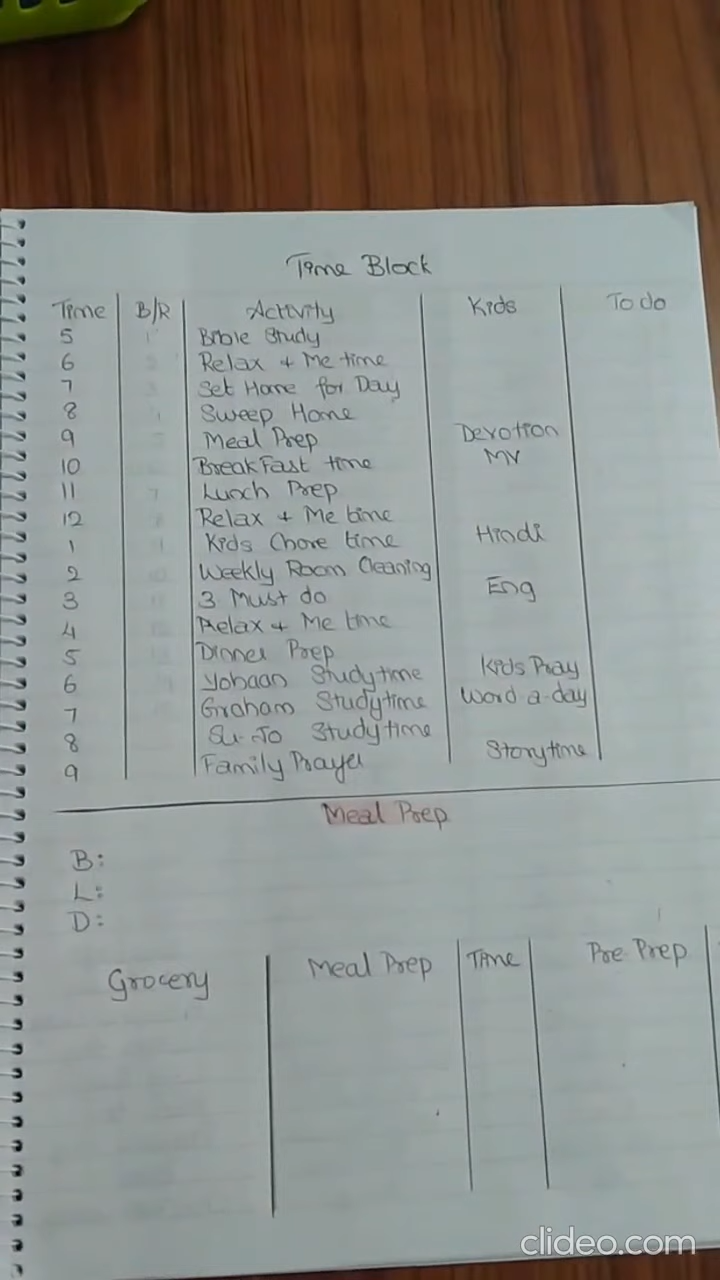 Time Block
Time B/R Activity Kids To do
5 Bible Study
6 Relax + Me time
7 Set Home for Day
8 Sweep Home
9 Meal Prep Devotion
10 BreakFast time MV
11 Lunch Prep
12 Relax + Me time
1 Kids Chore time Hindi
2 Weekly Room Cleaning
3 3 Must do Eng
4 Relax + Me time
5 Dinner Prep
6 Yohaan Studytime Kids Pray
7 Graham Studytime Word a day
8 Su-Jo Studytime
9 Family Prayer Storytime
Meal Prep
B:
L:
D:
Grocery Meal Prep Time Pre Prep
clideo.com